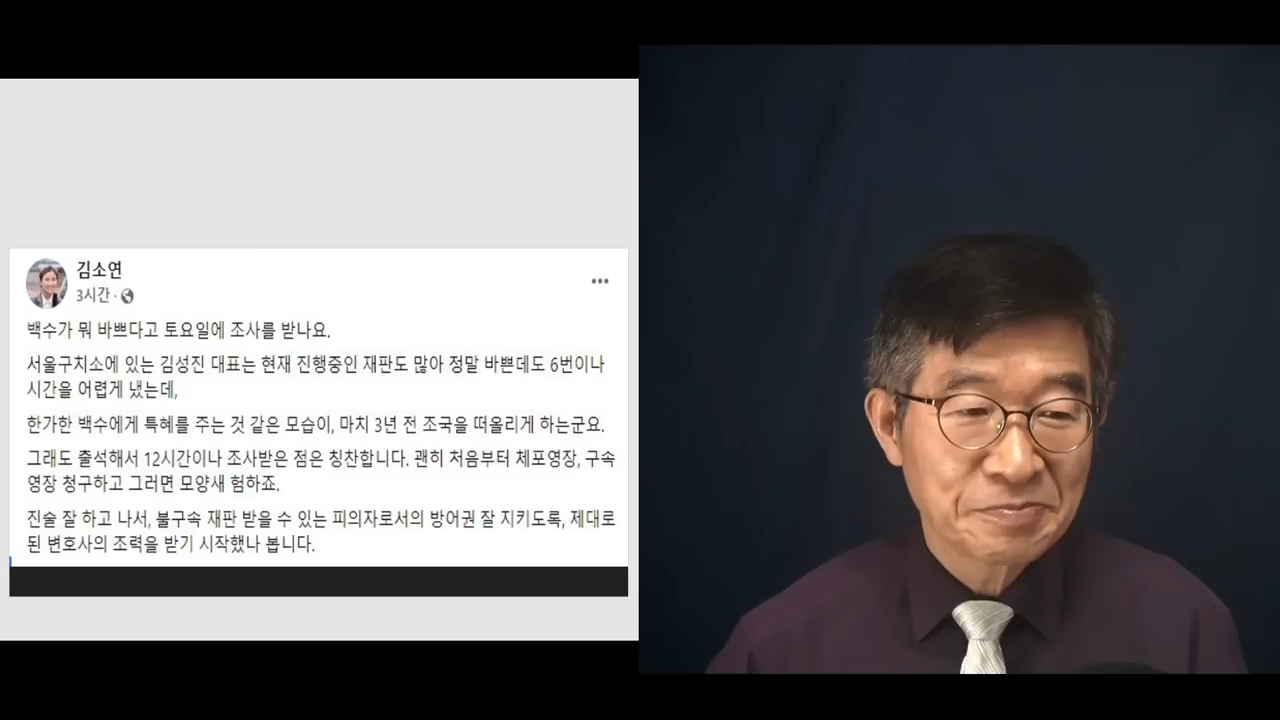 김소연
3시간 ·
백수가 뭐 바쁘다고 토요일에 조사를 받나요.
서울구치소에 있는 김성진 대표는 현재 진행중인 재판도 많아 정말 바쁜데도 6번이나
시간을 어렵게 냈는데,
한가한 백수에게 특혜를 주는 것 같은 모습이, 마치 3년 전 조국을 떠올리게 하는군요.
그래도 출석해서 12시간이나 조사받은 점은 칭찬합니다. 괜히 처음부터 체포영장, 구속
영장 청구하고 그러면 모양새 험하죠.
진술 잘 하고 나서, 불구속 재판 받을 수 있는 피의자로서의 방어권 잘 지키도록, 제대로
된 변호사의 조력을 받기 시작했나 봅니다.